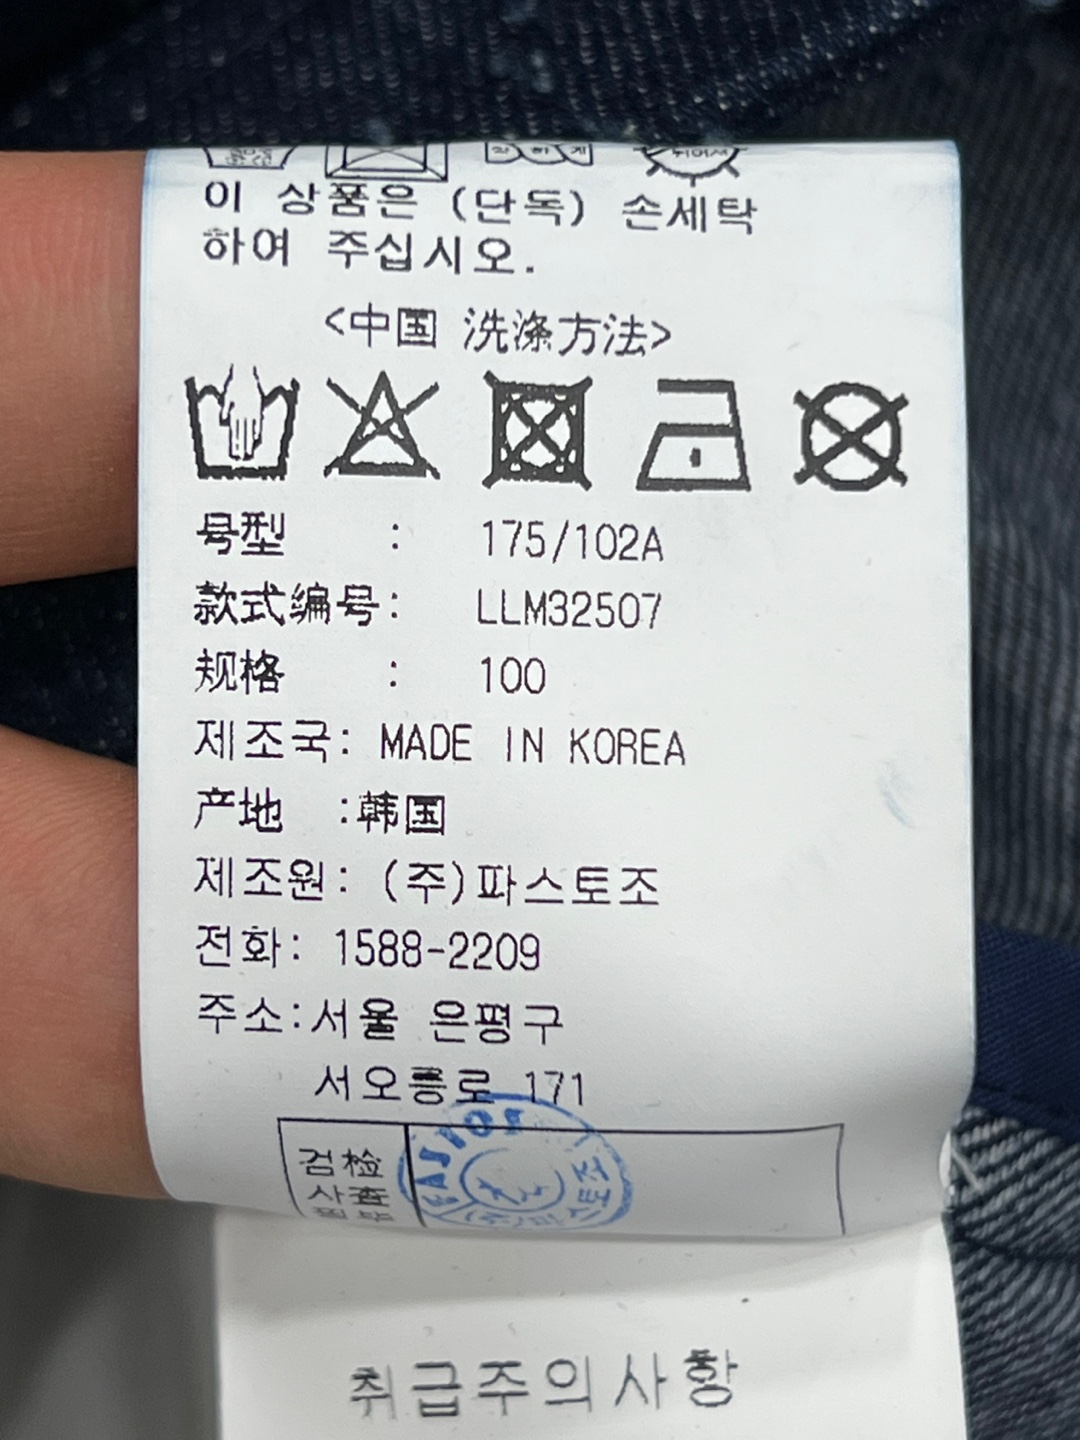 이 상품은 (단독) 손세탁
하여 주십시오.
<中国 洗涤方法>
号型 : 175/102A
款式编号: LLM32507
规格 : 100
제조국: MADE IN KOREA
产地 :韩国
제조원: (주)파스토조
전화: 1588-2209
주소:서울 은평구
서오릉로 171
검检
사查
취급주의사항